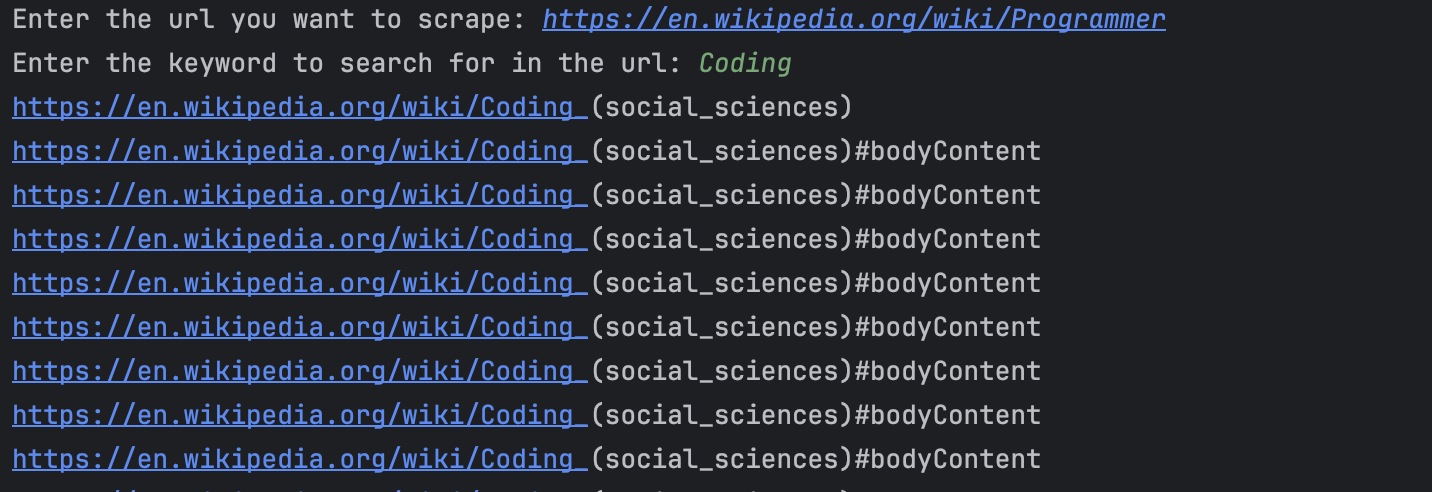 Enter the url you want to scrape: https://en.wikipedia.org/wiki/Programmer
Enter the keyword to search for in the url: Coding
https://en.wikipedia.org/wiki/Coding_(social_sciences)
https://en.wikipedia.org/wiki/Coding_(social_sciences)#bodyContent
https://en.wikipedia.org/wiki/Coding_(social_sciences)#bodyContent
https://en.wikipedia.org/wiki/Coding_(social_sciences)#bodyContent
https://en.wikipedia.org/wiki/Coding_(social_sciences)#bodyContent
https://en.wikipedia.org/wiki/Coding_(social_sciences)#bodyContent
https://en.wikipedia.org/wiki/Coding_(social_sciences)#bodyContent
https://en.wikipedia.org/wiki/Coding_(social_sciences)#bodyContent
https://en.wikipedia.org/wiki/Coding_(social_sciences)#bodyContent